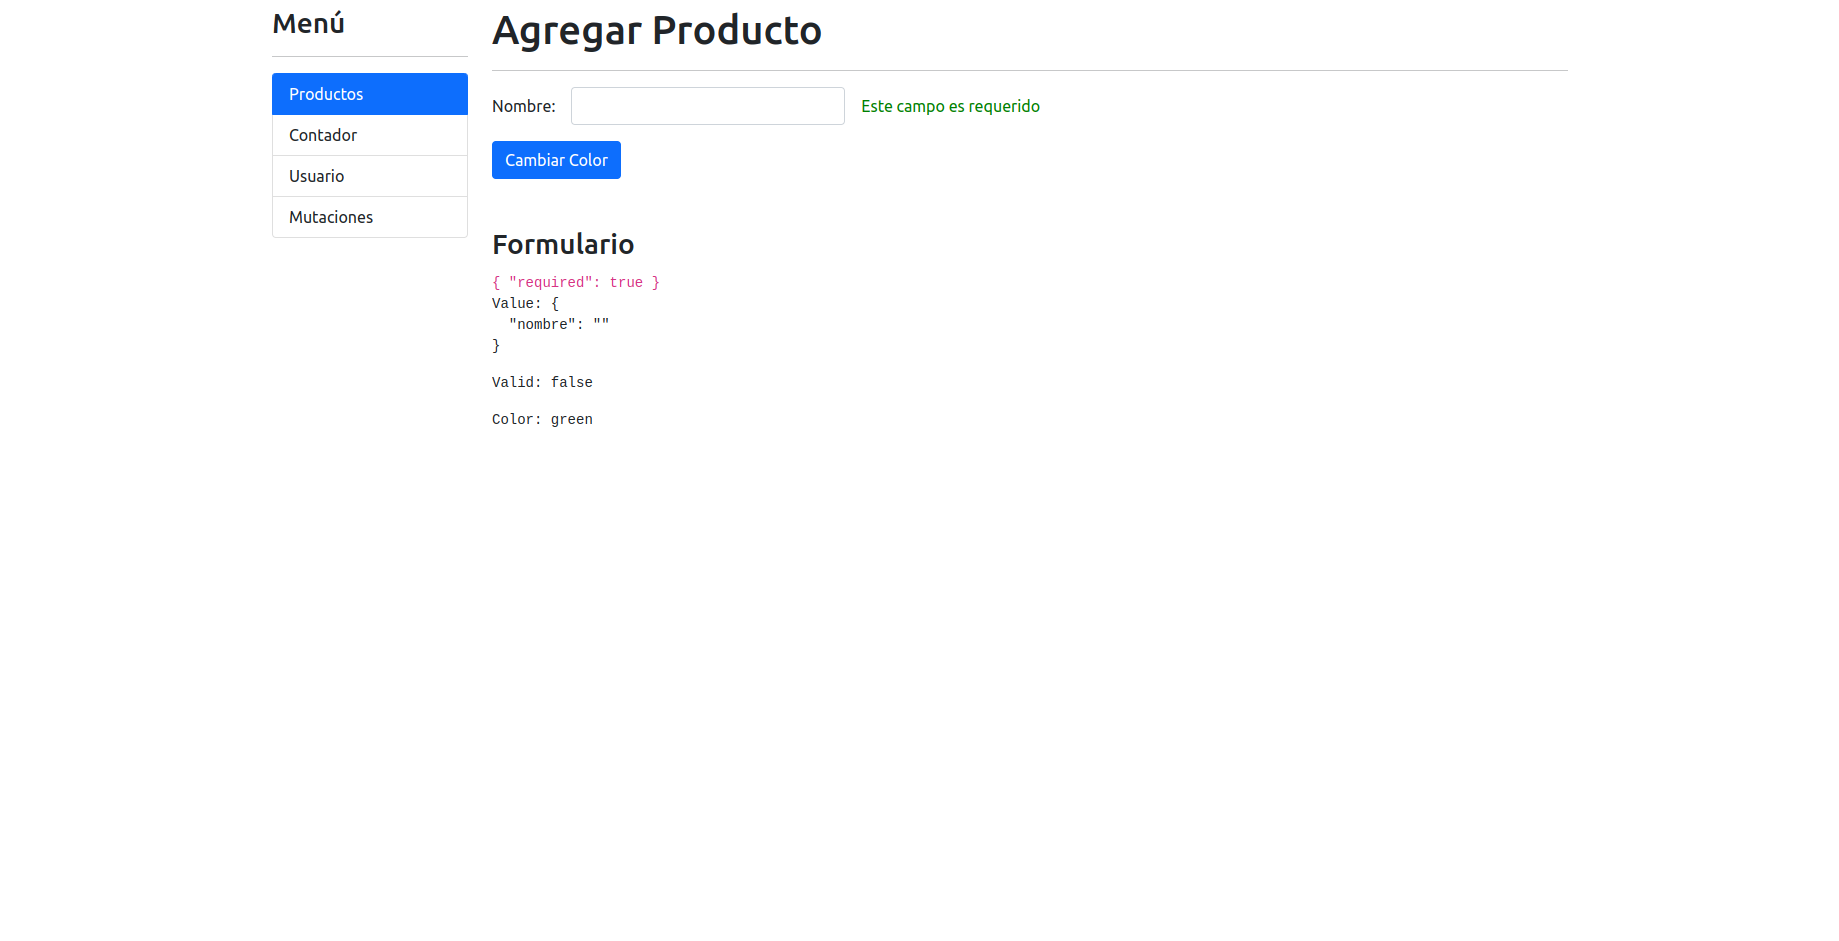 Menú
Productos
Contador
Usuario
Mutaciones
Agregar Producto
Nombre:
Este campo es requerido
Cambiar Color
Formulario
{ "required": true }
Value: {
  "nombre": ""
}
Valid: false
Color: green